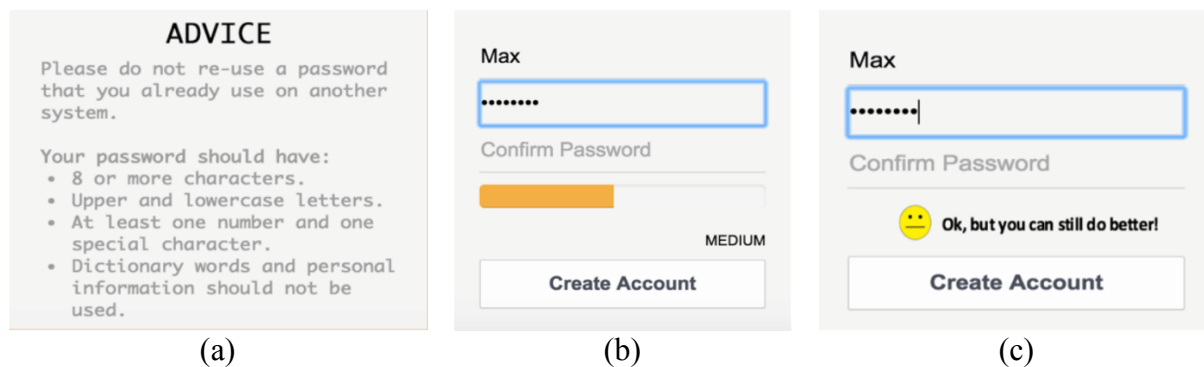 ADVICE
Please do not re-use a password
that you already use on another
system.
Your password should have:
• 8 or more characters.
• Upper and lowercase letters.
• At least one number and one
special character.
• Dictionary words and personal
information should not be
used.
(a)
Max
••••••••
Confirm Password
MEDIUM
Create Account
(b)
Max
••••••••
Confirm Password
Ok, but you can still do better!
Create Account
(c)